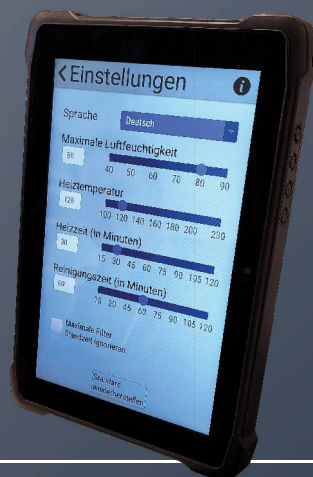 Einstellungen
Sprache
Deutsch
Maximale Luftfeuchtigkeit
80
40 50 60 70 80 90
Heiztemperatur
120
100 120 140 160 180 200 230
Heizzeit (in Minuten)
30
15 30 45 60 75 90 105 120
Reinigungszeit (in Minuten)
60
15 30 45 60 75 90 105 120
Maximale Filter
Standzeit ignorieren
Standard
wiederherstellen